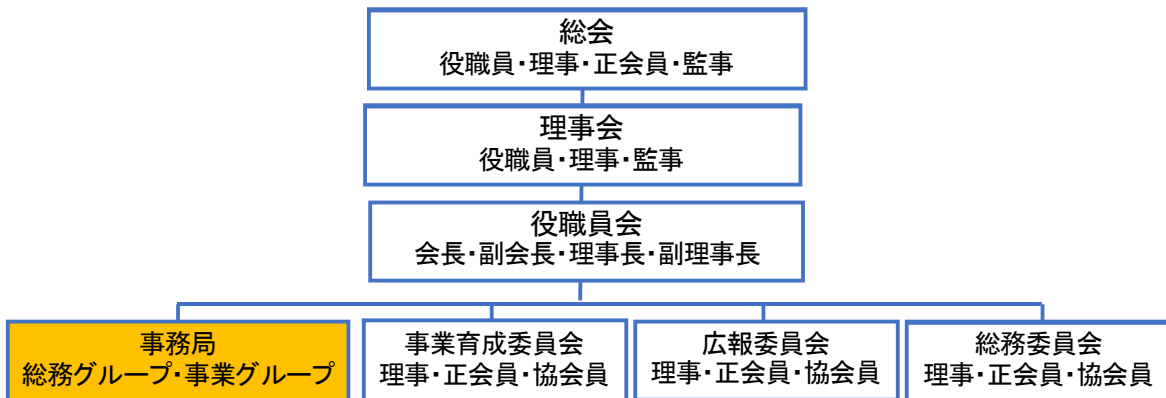 総会
役職員・理事・正会員・監事
理事会
役職員・理事・監事
役職員会
会長・副会長・理事長・副理事長
事務局
総務グループ・事業グループ
事業育成委員会
理事・正会員・協会員
広報委員会
理事・正会員・協会員
総務委員会
理事・正会員・協会員